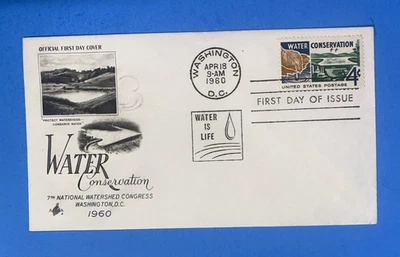 OFFICIAL FIRST DAY COVER
"PROTECT WATERSHEDS -
CONSERVE WATER"
WATER
Conservation
7TH NATIONAL WATERSHED CONGRESS
WASHINGTON, D.C.
1960
WASHINGTON
APR 18
9-AM
1960
D.C.
WATER
IS
LIFE
WATER CONSERVATION
4¢
UNITED STATES POSTAGE
FIRST DAY OF ISSUE